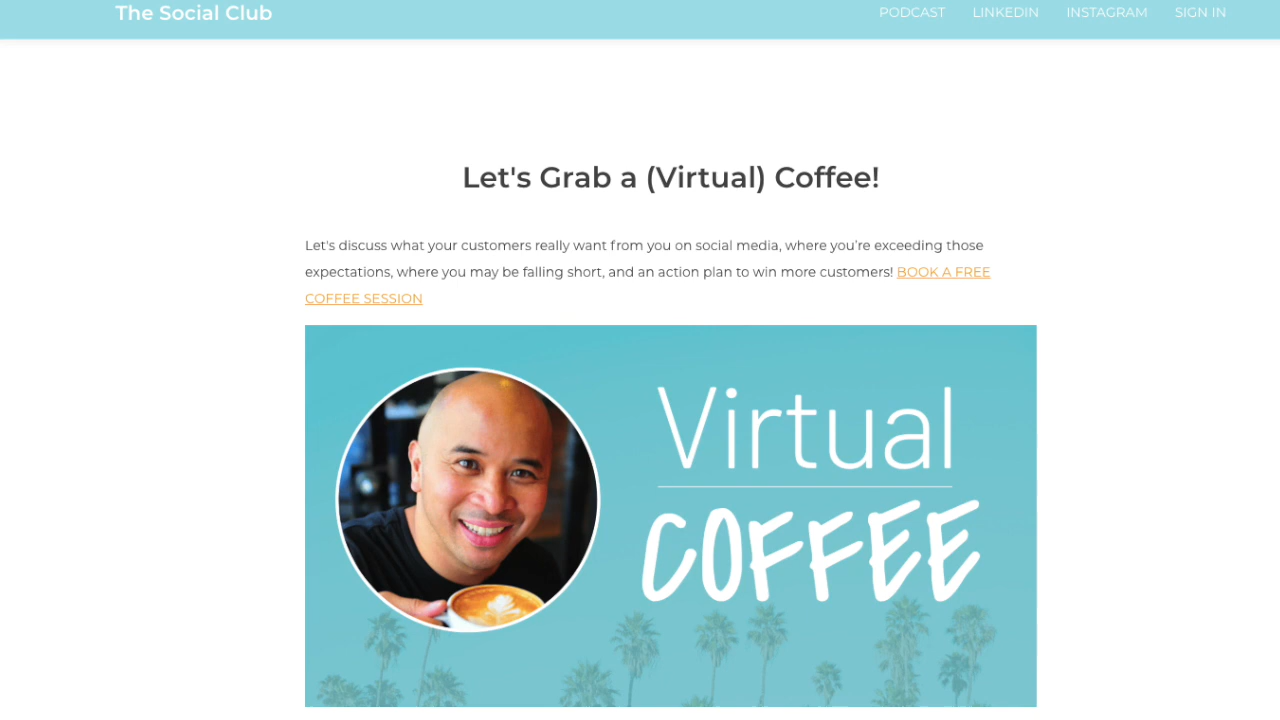 The Social Club
PODCAST LINKEDIN INSTAGRAM SIGN IN
Let's Grab a (Virtual) Coffee!
Let's discuss what your customers really want from you on social media, where you’re exceeding those
expectations, where you may be falling short, and an action plan to win more customers! BOOK A FREE
COFFEE SESSION
Virtual
COFFEE